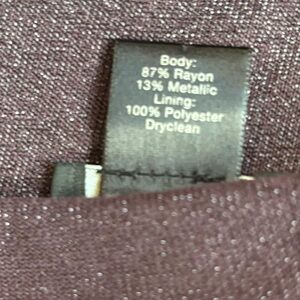 Body:
87% Rayon
13% Metallic
Lining:
100% Polyester
Dryclean